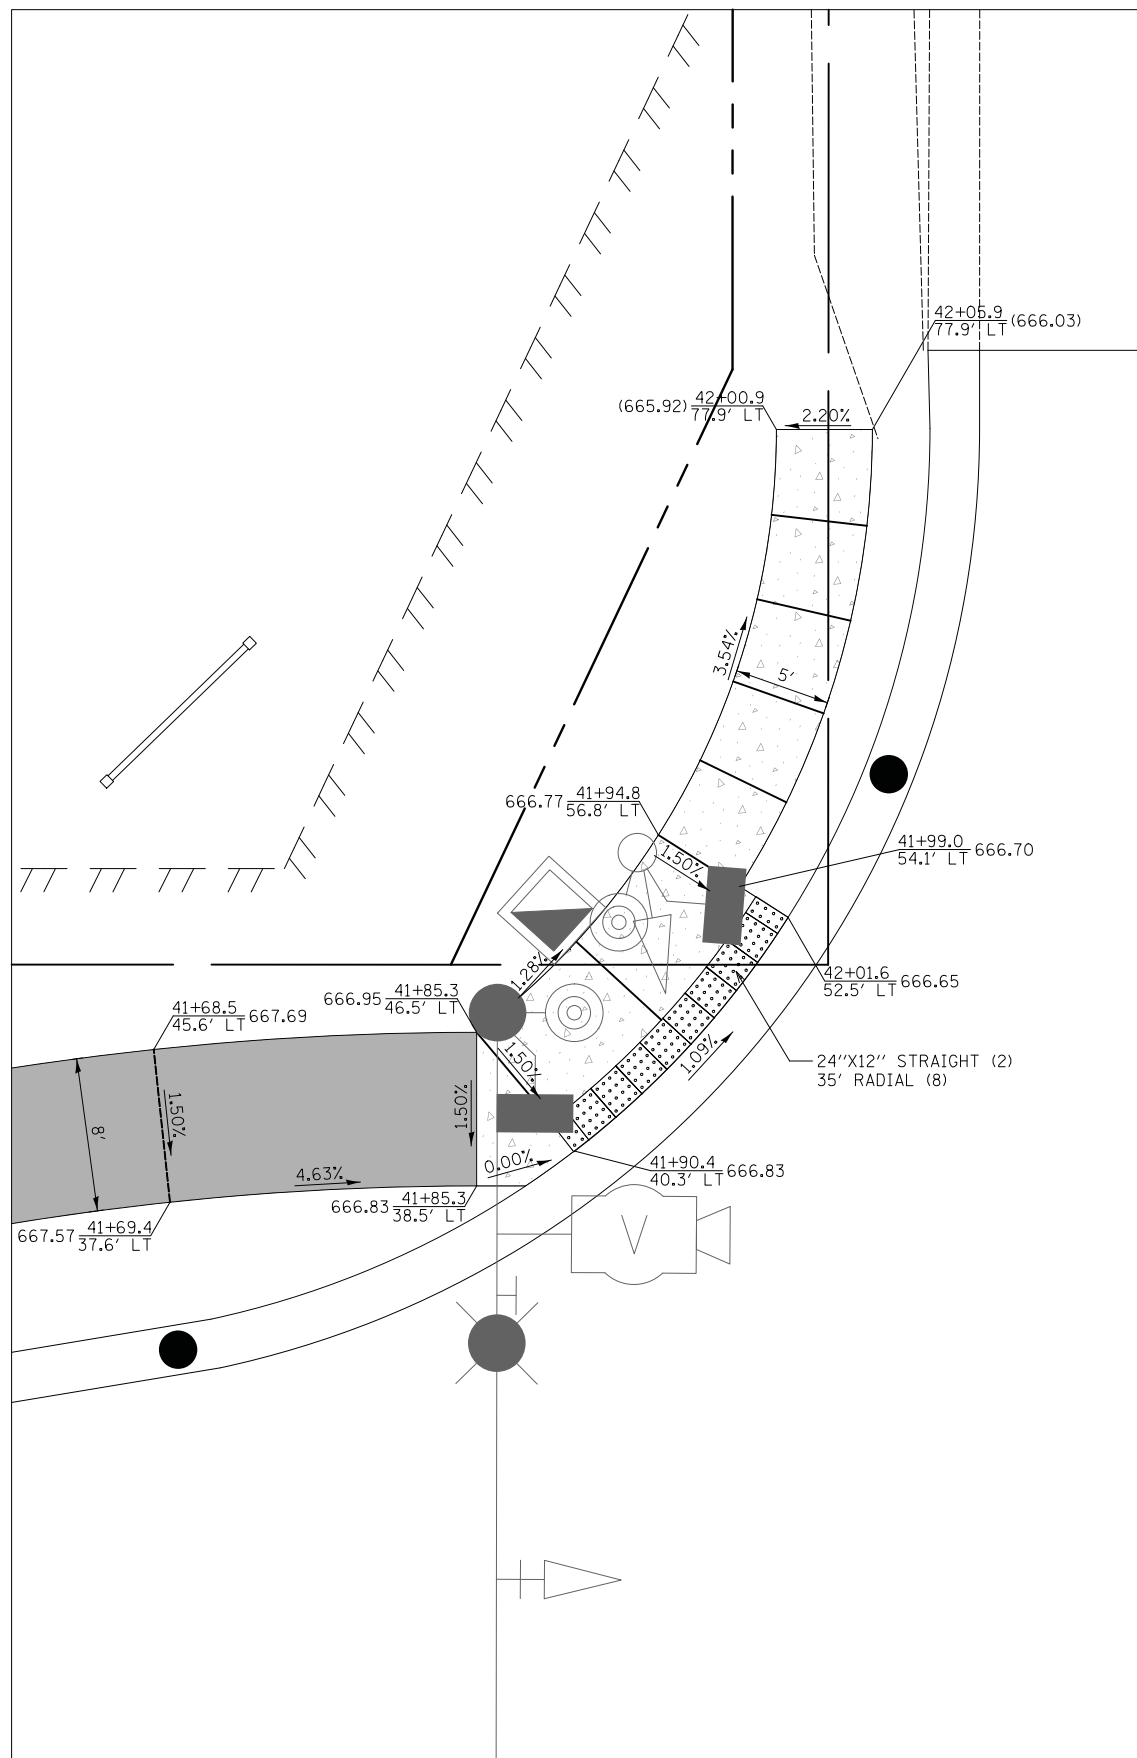 42+05.9
77.9' LT (666.03)
(665.92) 42+00.9
77.9' LT
2.20%
3.54%
5'
666.77 41+94.8
56.8' LT
1.50%
41+99.0
54.1' LT 666.70
42+01.6
52.5' LT 666.65
1.28%
666.95 41+85.3
46.5' LT
41+68.5
45.6' LT 667.69
1.50%
1.09%
24"X12" STRAIGHT (2)
35' RADIAL (8)
1.50%
1.50%
8'
0.00%
41+90.4
40.3' LT 666.83
4.63%
666.83 41+85.3
38.5' LT
667.57 41+69.4
37.6' LT
V